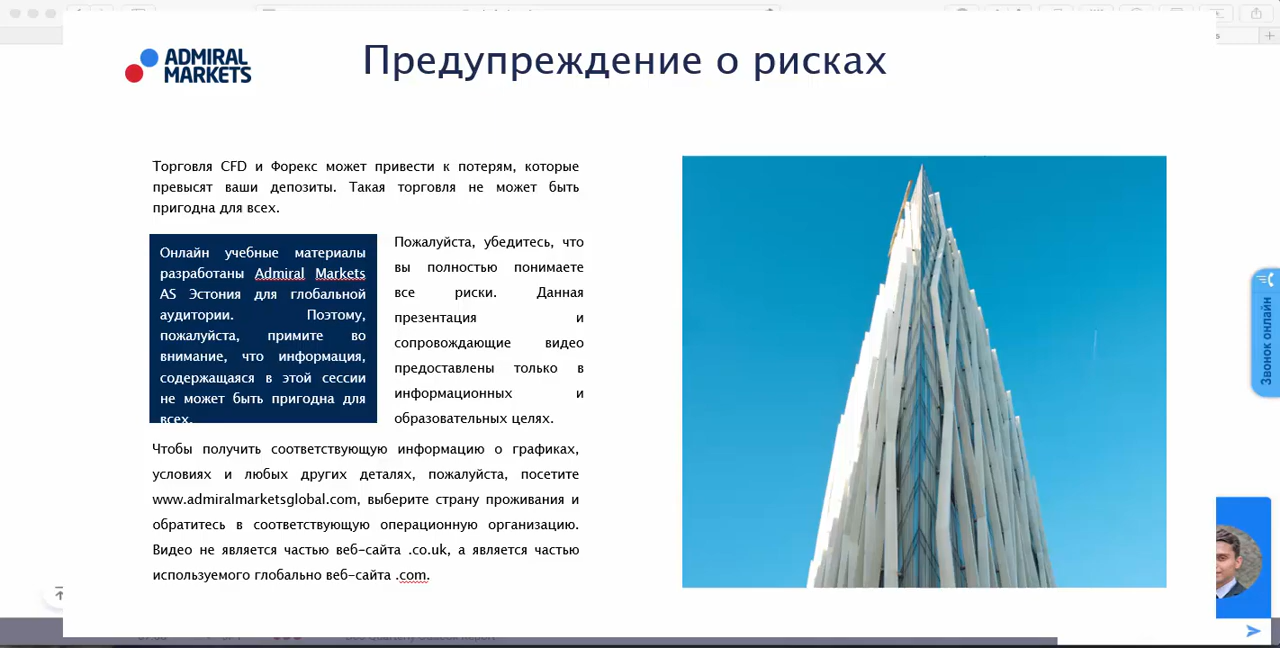 ADMIRAL
MARKETS
Предупреждение о рисках
Торговля CFD и Форекс может привести к потерям, которые
превысят ваши депозиты. Такая торговля не может быть
пригодна для всех.
Онлайн учебные материалы
разработаны Admiral Markets
AS Эстония для глобальной
аудитории. Поэтому,
пожалуйста, примите во
внимание, что информация,
содержащаяся в этой сессии
не может быть пригодна для
всех.
Пожалуйста, убедитесь, что
вы полностью понимаете
все риски. Данная
презентация и
сопровождающие видео
предоставлены только в
информационных и
образовательных целях.
Чтобы получить соответствующую информацию о графиках,
условиях и любых других деталях, пожалуйста, посетите
www.admiralmarketsglobal.com, выберите страну проживания и
обратитесь в соответствующую операционную организацию.
Видео не является частью веб-сайта .co.uk, а является частью
используемого глобально веб-сайта .com.
Звонок онлайн